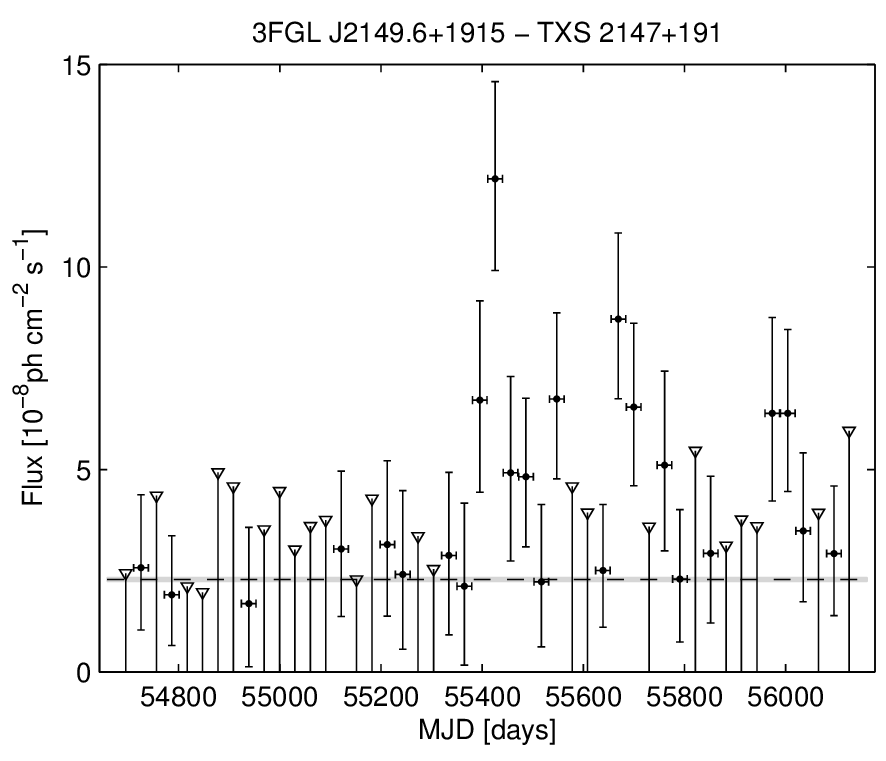 3FGL J2149.6+1915 − TXS 2147+191
15
10
5
0
Flux [10⁻⁸ph cm⁻² s⁻¹]
54800 55000 55200 55400 55600 55800 56000
MJD [days]